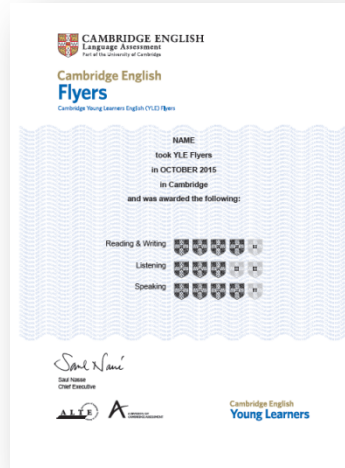 CAMBRIDGE ENGLISH
Language Assessment
Part of the University of Cambridge
Cambridge English
Flyers
Cambridge Young Learners English (YLE) Flyers
NAME
took YLE Flyers
in OCTOBER 2015
in Cambridge
and was awarded the following:
Reading & Writing
Listening
Speaking
Saul Nassé
Saul Nasse
Chief Executive
ALTE
Cambridge English
Young Learners